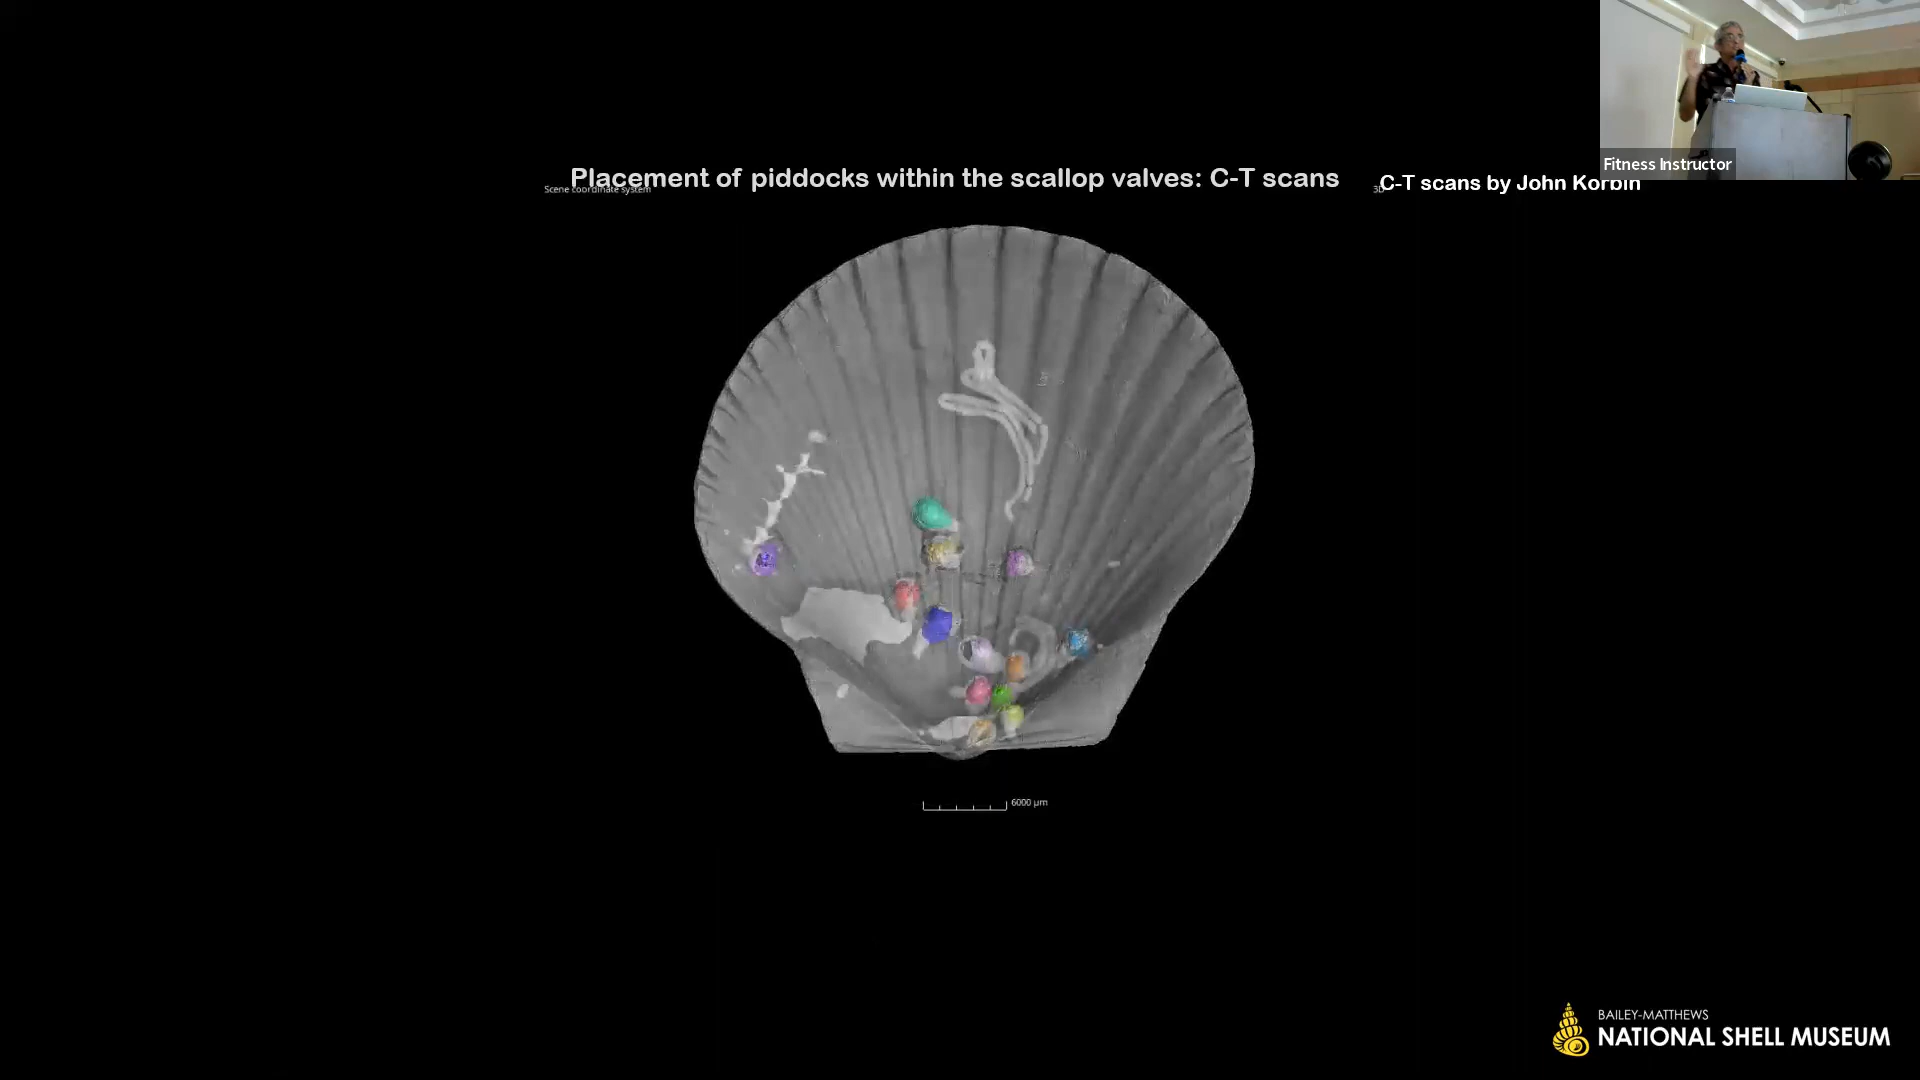 Placement of piddocks within the scallop valves: C-T scans
Scene coordinate system
3D
C-T scans by John Korbin
Fitness Instructor
6000 µm
BAILEY-MATTHEWS
NATIONAL SHELL MUSEUM